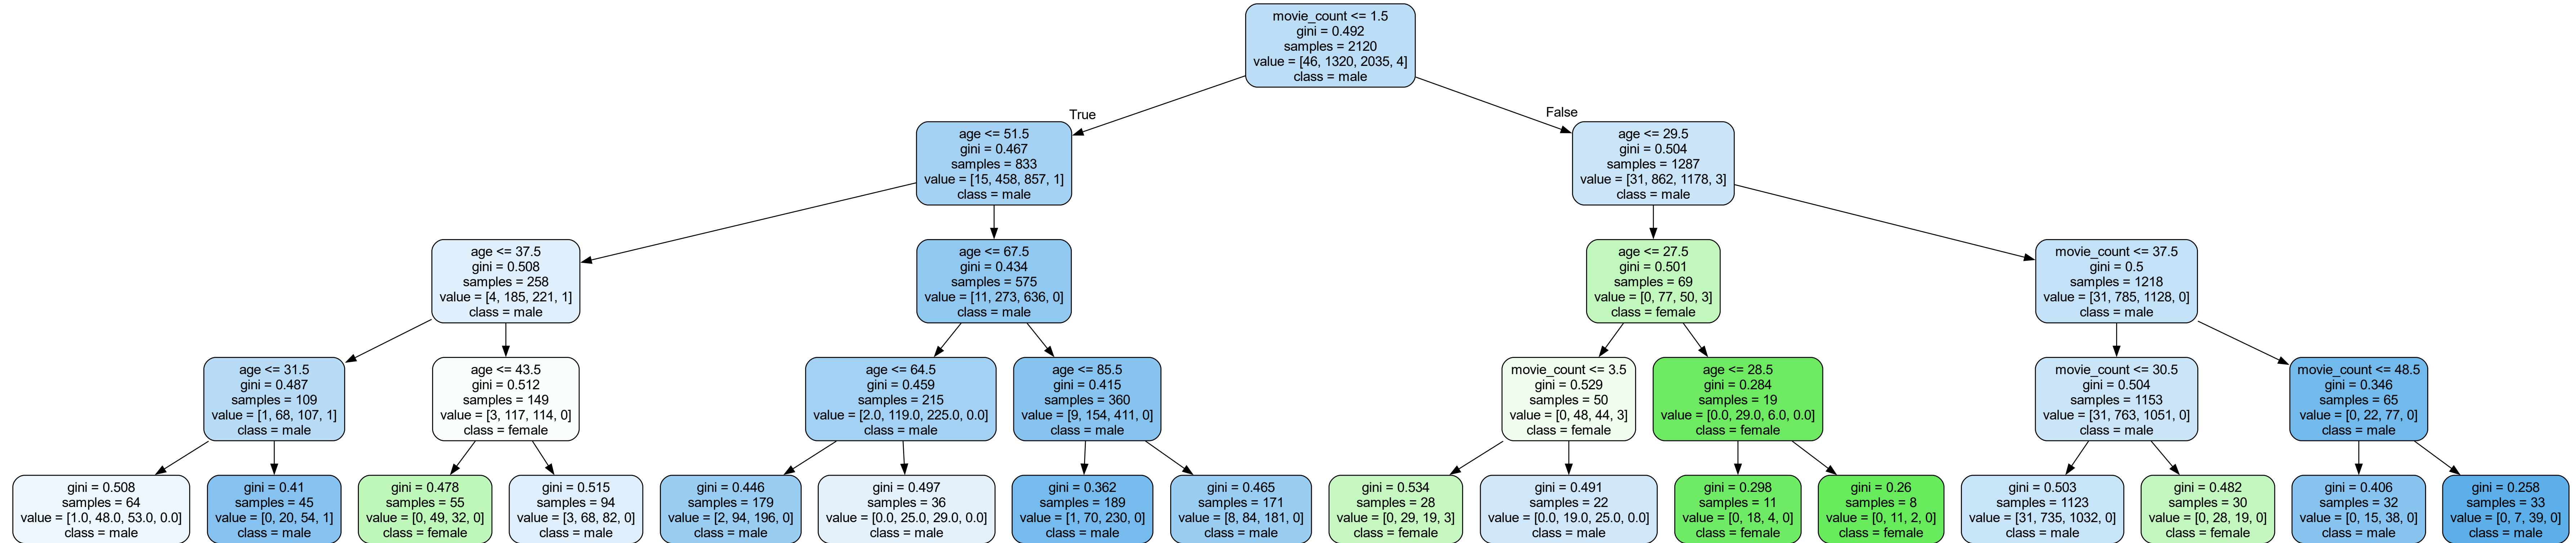 movie_count <= 1.5
gini = 0.492
samples = 2120
value = [46, 1320, 2035, 4]
class = male
True
False
age <= 51.5
gini = 0.467
samples = 833
value = [15, 458, 857, 1]
class = male
age <= 29.5
gini = 0.504
samples = 1287
value = [31, 862, 1178, 3]
class = male
age <= 37.5
gini = 0.508
samples = 258
value = [4, 185, 221, 1]
class = male
age <= 67.5
gini = 0.434
samples = 575
value = [11, 273, 636, 0]
class = male
age <= 27.5
gini = 0.501
samples = 69
value = [0, 77, 50, 3]
class = female
movie_count <= 37.5
gini = 0.5
samples = 1218
value = [31, 785, 1128, 0]
class = male
age <= 31.5
gini = 0.487
samples = 109
value = [1, 68, 107, 1]
class = male
age <= 43.5
gini = 0.512
samples = 149
value = [3, 117, 114, 0]
class = female
age <= 64.5
gini = 0.459
samples = 215
value = [2.0, 119.0, 225.0, 0.0]
class = male
age <= 85.5
gini = 0.415
samples = 360
value = [9, 154, 411, 0]
class = male
movie_count <= 3.5
gini = 0.529
samples = 50
value = [0, 48, 44, 3]
class = female
age <= 28.5
gini = 0.284
samples = 19
value = [0.0, 29.0, 6.0, 0.0]
class = female
movie_count <= 30.5
gini = 0.504
samples = 1153
value = [31, 763, 1051, 0]
class = male
movie_count <= 48.5
gini = 0.346
samples = 65
value = [0, 22, 77, 0]
class = male
gini = 0.508
samples = 64
value = [1.0, 48.0, 53.0, 0.0]
class = male
gini = 0.41
samples = 45
value = [0, 20, 54, 1]
class = male
gini = 0.478
samples = 55
value = [0, 49, 32, 0]
class = female
gini = 0.515
samples = 94
value = [3, 68, 82, 0]
class = male
gini = 0.446
samples = 179
value = [2, 94, 196, 0]
class = male
gini = 0.497
samples = 36
value = [0.0, 25.0, 29.0, 0.0]
class = male
gini = 0.362
samples = 189
value = [1, 70, 230, 0]
class = male
gini = 0.465
samples = 171
value = [8, 84, 181, 0]
class = male
gini = 0.534
samples = 28
value = [0, 29, 19, 3]
class = female
gini = 0.491
samples = 22
value = [0.0, 19.0, 25.0, 0.0]
class = male
gini = 0.298
samples = 11
value = [0, 18, 4, 0]
class = female
gini = 0.26
samples = 8
value = [0, 11, 2, 0]
class = female
gini = 0.503
samples = 1123
value = [31, 735, 1032, 0]
class = male
gini = 0.482
samples = 30
value = [0, 28, 19, 0]
class = female
gini = 0.406
samples = 32
value = [0, 15, 38, 0]
class = male
gini = 0.258
samples = 33
value = [0, 7, 39, 0]
class = male